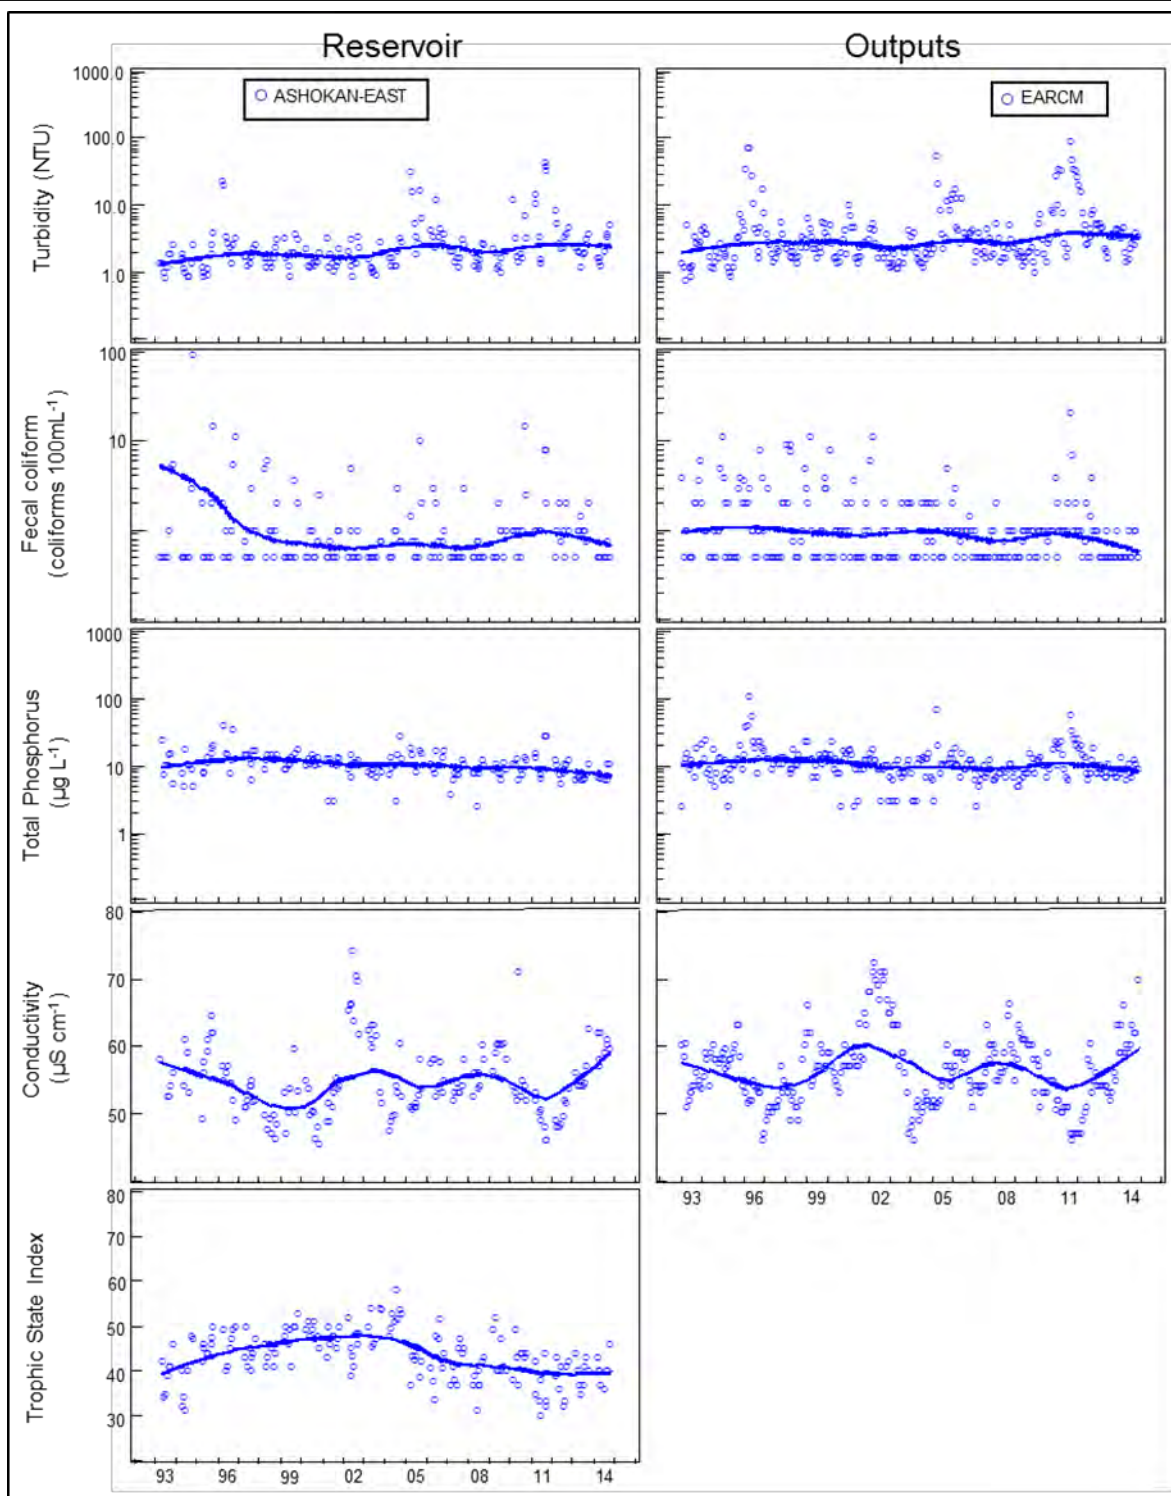 Reservoir
Outputs
Turbidity (NTU)
1000.0
100.0
10.0
1.0
ASHOKAN-EAST
EARCM
Fecal coliform
(coliforms 100mL-1)
100
10
Total Phosphorus
(µg L-1)
1000
100
10
1
Conductivity
(µS cm-1)
80
70
60
50
93 96 99 02 05 08 11 14
Trophic State Index
80
70
60
50
40
30
93 96 99 02 05 08 11 14